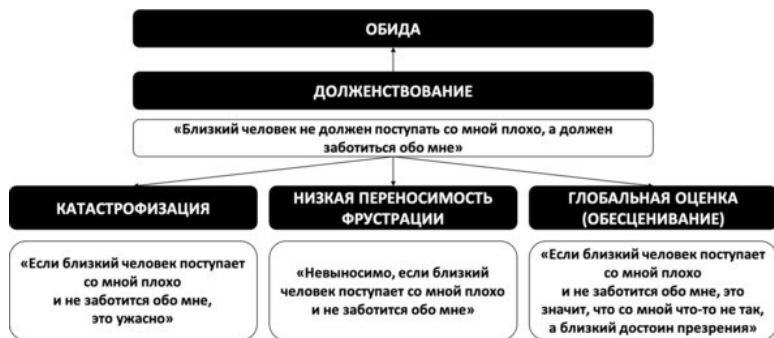 ОБИДА
ДОЛЖЕНСТВОВАНИЕ
«Близкий человек не должен поступать со мной плохо, а должен
заботиться обо мне»
КАТАСТРОФИЗАЦИЯ
«Если близкий человек поступает
со мной плохо
и не заботится обо мне,
это ужасно»
НИЗКАЯ ПЕРЕНОСИМОСТЬ
ФРУСТРАЦИИ
«Невыносимо, если близкий
человек поступает со мной плохо
и не заботится обо мне»
ГЛОБАЛЬНАЯ ОЦЕНКА
(ОБЕСЦЕНИВАНИЕ)
«Если близкий человек поступает
со мной плохо
и не заботится обо мне, это
значит, что со мной что-то не так,
а близкий достоин презрения»